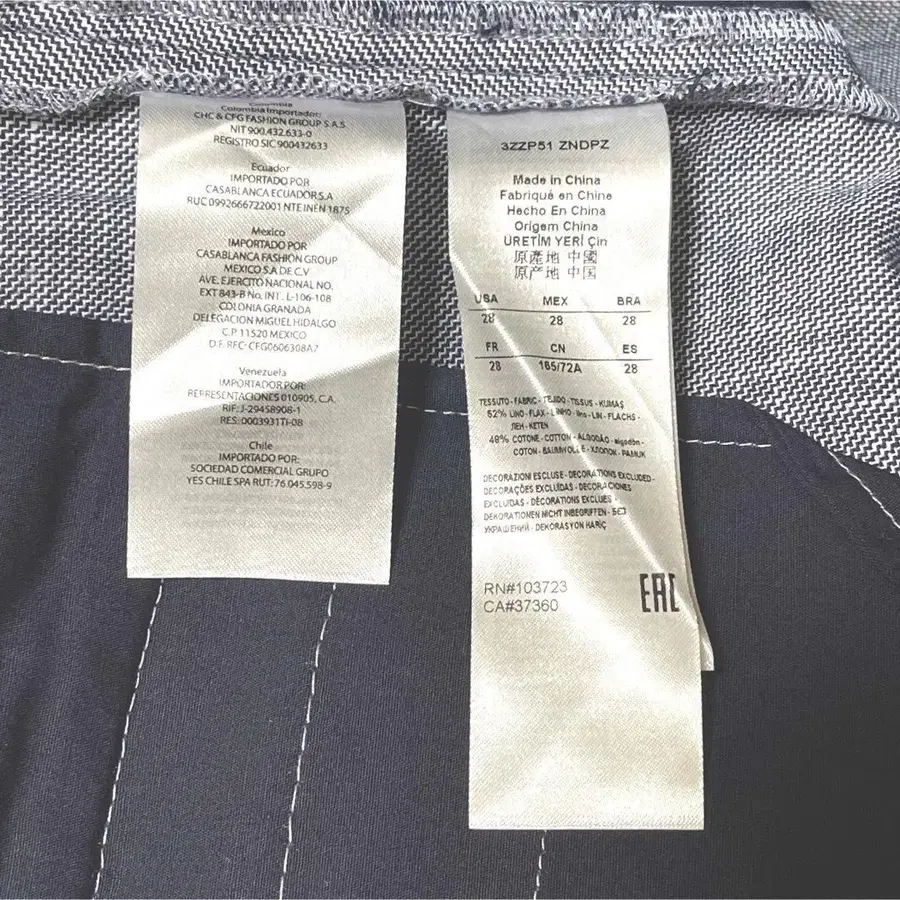 Colombia
Colombia Importador:
CHC & CFG FASHION GROUP S.A.S
NIT 900.432.633-0
REGISTRO SIC 900432633
Ecuador
IMPORTADO POR
CASABLANCA ECUADOR S.A
RUC 0992666722001 NTE INEN 1875
Mexico
IMPORTADO POR
CASABLANCA FASHION GROUP
MEXICO S.A DE C.V
AVE. EJERCITO NACIONAL NO.
EXT 843-B No. INT. L-106-108
COLONIA GRANADA
DELEGACION MIGUEL HIDALGO
C.P 11520 MEXICO
D.F. RFC: CFG0606308A7
Venezuela
IMPORTADOR POR:
REPRESENTACIONES 010905, C.A.
RIF: J-29458908-1
RES: 0003931TI-08
Chile
IMPORTADO POR:
SOCIEDAD COMERCIAL GRUPO
YES CHILE SPA RUT: 76.045.598-9
3ZZP51 ZNDPZ
Made in China
Fabriqué en Chine
Hecho En China
Origem China
ÜRETİM YERİ Çin
原產地 中國
原产地 中国
USA MEX BRA
28 28 28
FR CN ES
28 165/72A 28
TESSUTO - FABRIC - TEJIDO - TISSUS - KUMAŞ
52% LINO - FLAX - LINHO - lino - LIN - FLACHS -
ЛЕН - KETEN
48% COTONE - COTTON - ALGODÃO - algodón -
COTON - BAUMWOLLE - ХЛОПОК - PAMUK
DECORAZIONI ESCLUSE - DECORATIONS EXCLUDED -
DECORAÇÕES EXCLUÍDAS - DECORACIONES
EXCLUIDAS - DÉCORATIONS EXCLUES -
DEKORATIONEN NICHT INBEGRIFFEN - БЕЗ
УКРАШЕНИЙ - DEKORASYON HARİÇ
RN#103723
CA#37360
EAC